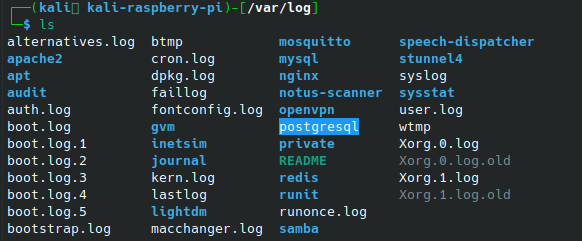 (kali kali-raspberry-pi)-[/var/log]
$ ls
alternatives.log btmp mosquitto speech-dispatcher
apache2 cron.log mysql stunnel4
apt dpkg.log nginx syslog
audit faillog notus-scanner sysstat
auth.log fontconfig.log openvpn user.log
boot.log gvm postgresql wtmp
boot.log.1 inetsim private Xorg.0.log
boot.log.2 journal README Xorg.0.log.old
boot.log.3 kern.log redis Xorg.1.log
boot.log.4 lastlog runit Xorg.1.log.old
boot.log.5 lightdm runonce.log
bootstrap.log macchanger.log samba